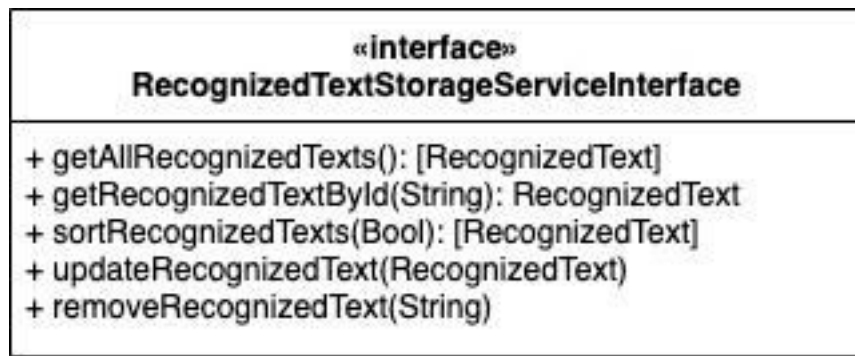 «interface»
RecognizedTextStorageServiceInterface
+ getAllRecognizedTexts(): [RecognizedText]
+ getRecognizedTextById(String): RecognizedText
+ sortRecognizedTexts(Bool): [RecognizedText]
+ updateRecognizedText(RecognizedText)
+ removeRecognizedText(String)